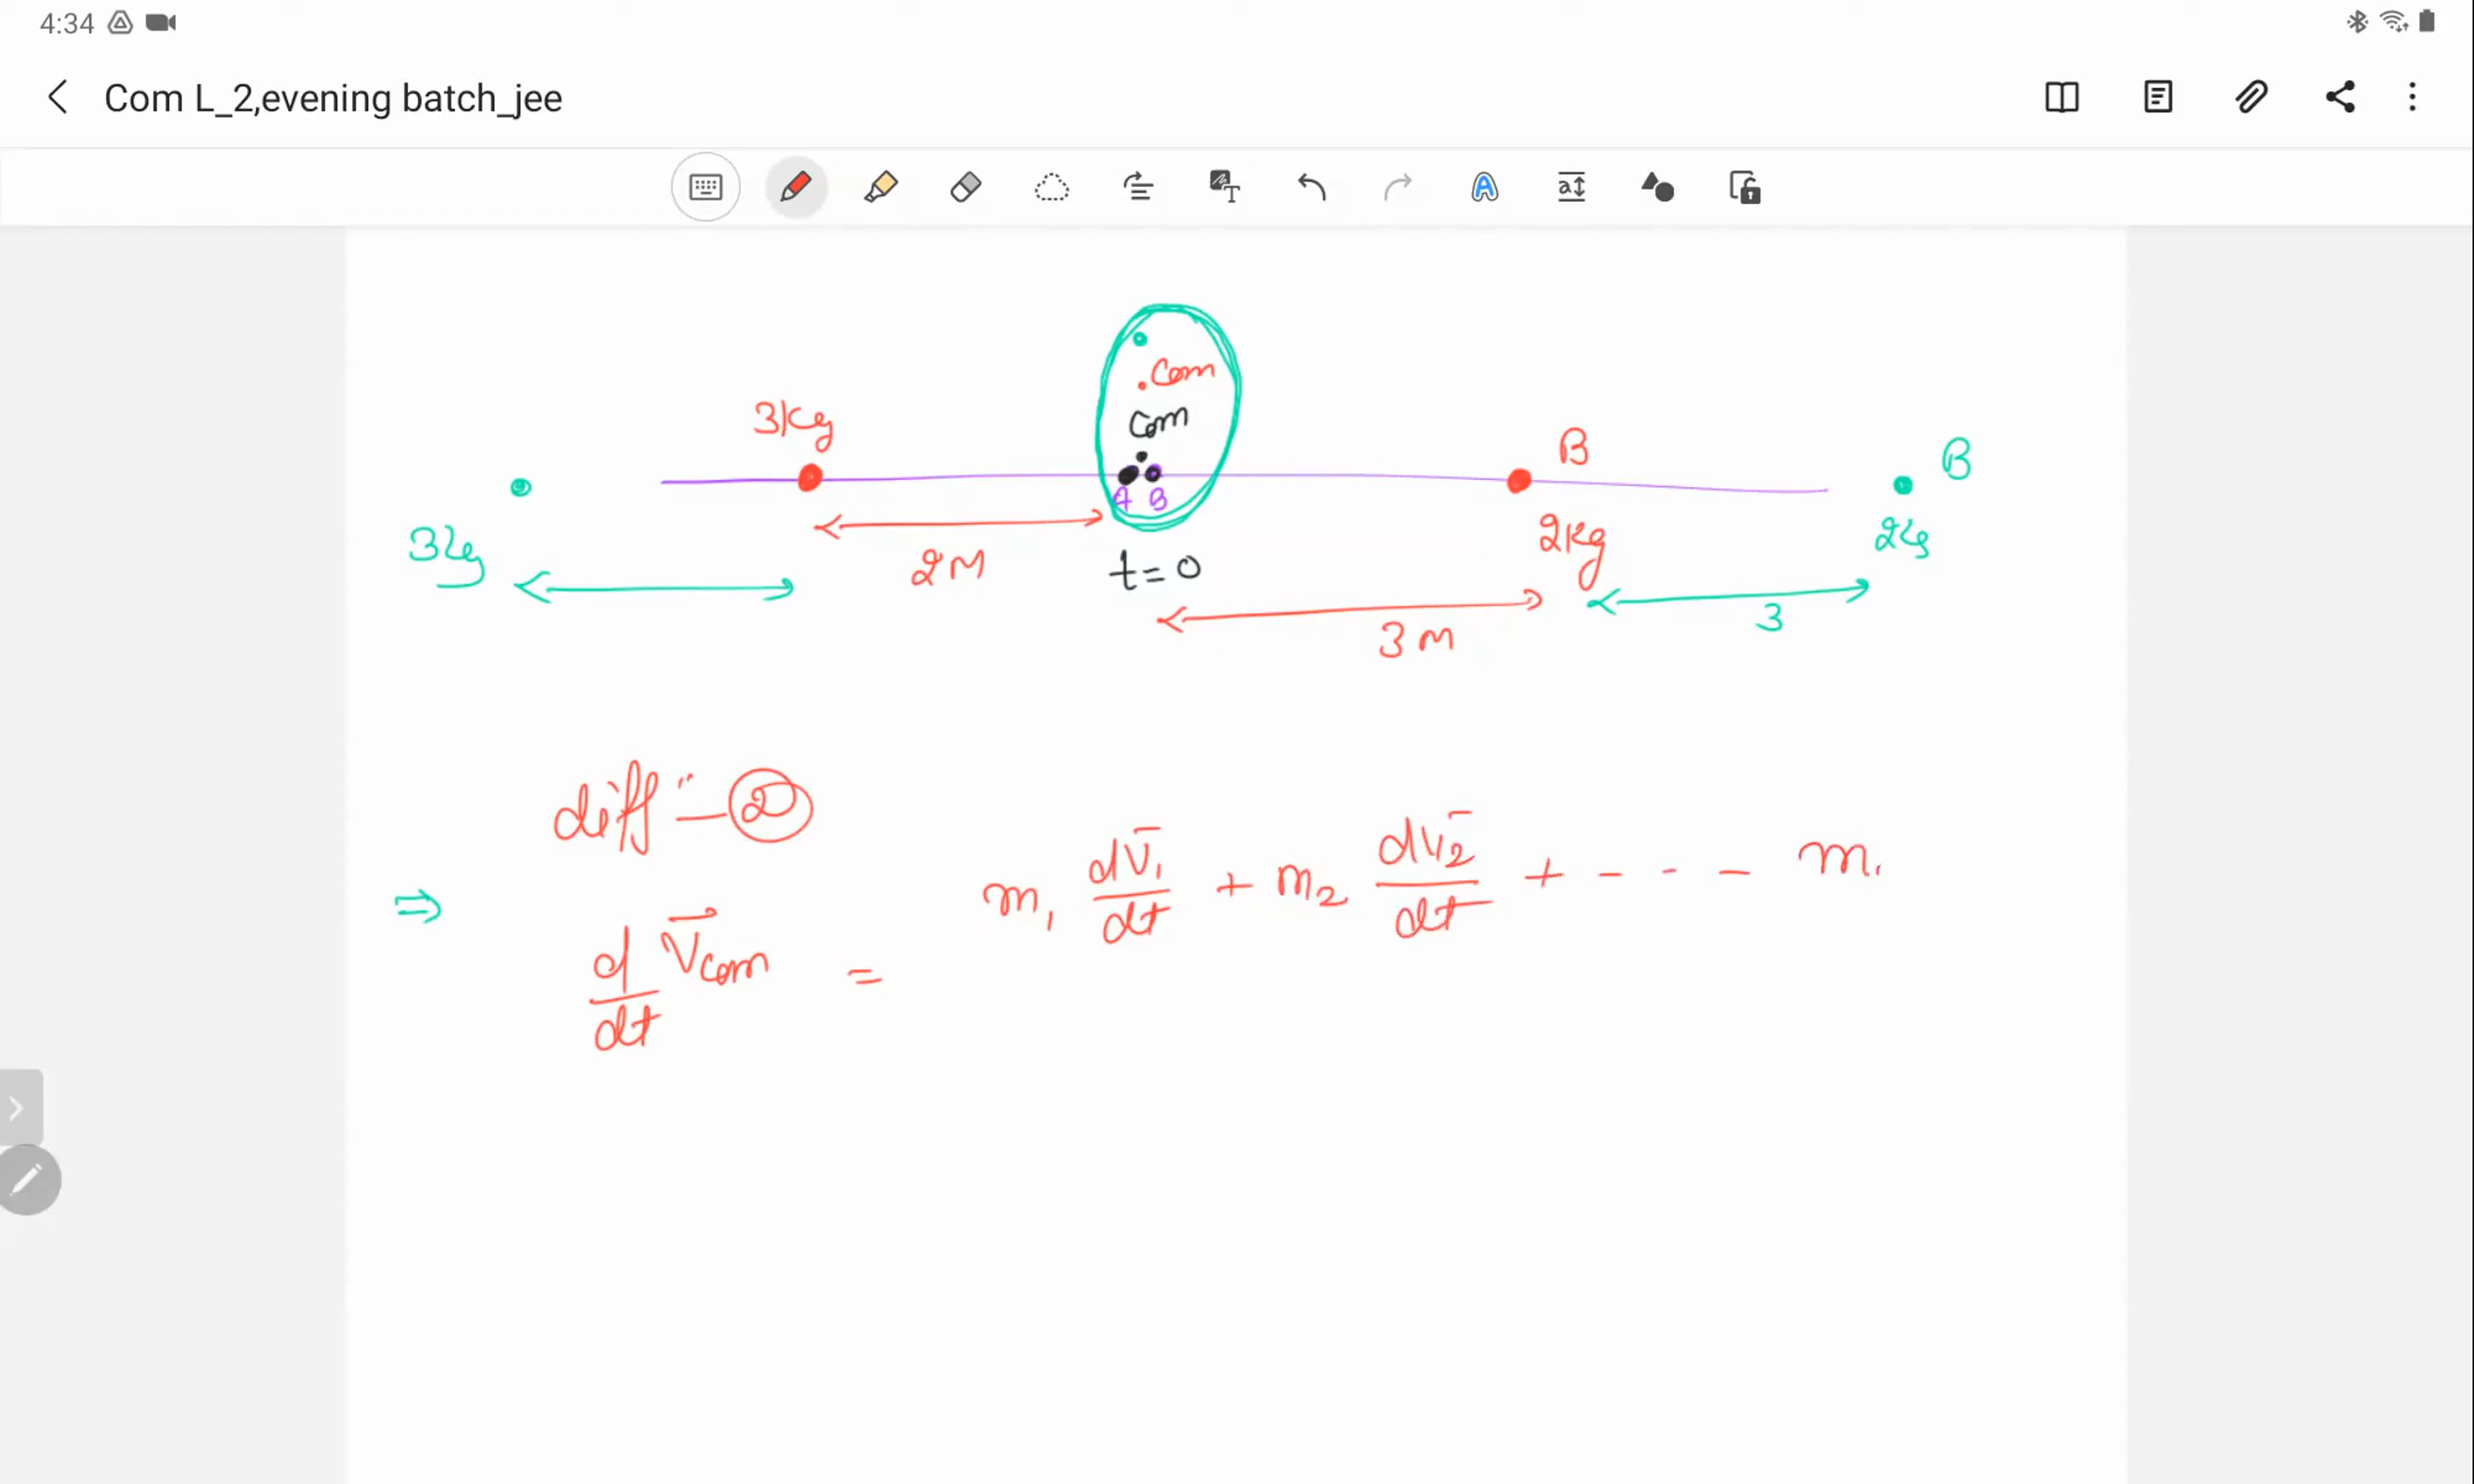 4:34
Com L_2,evening batch_jee
.Com
3Kg
Com
B
B
A B
3kg
2M
t=0
2Kg
2kg
3 m
3
diff" - ②
⇒
m₁ dv̄₁/dt + m₂ dv̄₂/dt + - - - m.
d/dt V⃗com =